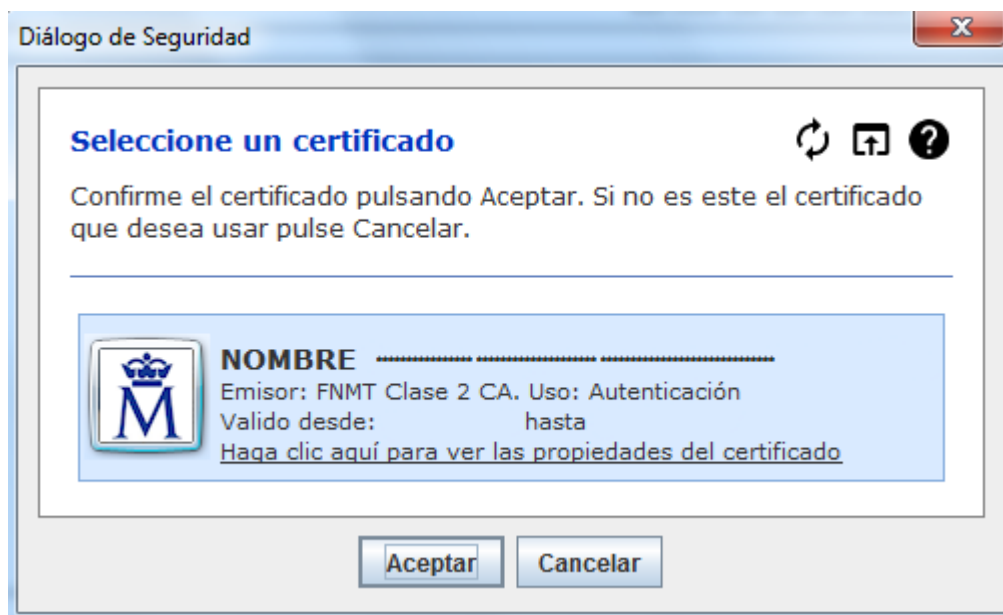 Diálogo de Seguridad
Seleccione un certificado
Confirme el certificado pulsando Aceptar. Si no es este el certificado
que desea usar pulse Cancelar.
NOMBRE
Emisor: FNMT Clase 2 CA. Uso: Autenticación
Valido desde: hasta
Haga clic aquí para ver las propiedades del certificado
Aceptar Cancelar